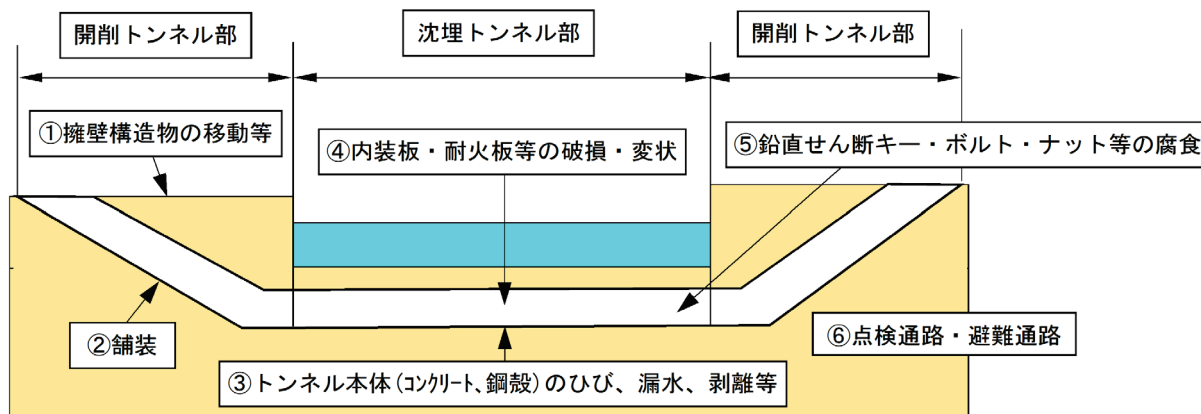 開削トンネル部
沈埋トンネル部
開削トンネル部
①擁壁構造物の移動等
④内装板・耐火板等の破損・変状
⑤鉛直せん断キー・ボルト・ナット等の腐食
②舗装
⑥点検通路・避難通路
③トンネル本体(ｺﾝｸﾘｰﾄ、鋼殻)のひび、漏水、剥離等